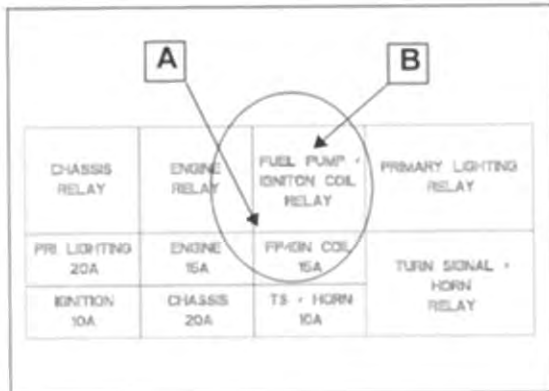 A
B
CHASSIS RELAY
ENGINE RELAY
FUEL PUMP - IGNITON COIL RELAY
PRIMARY LIGHTING RELAY
PRI LIGHTING 20A
ENGINE 15A
FP-IGN COIL 15A
TURN SIGNAL - HORN RELAY
IGNITION 10A
CHASSIS 20A
TS - HORN 10A